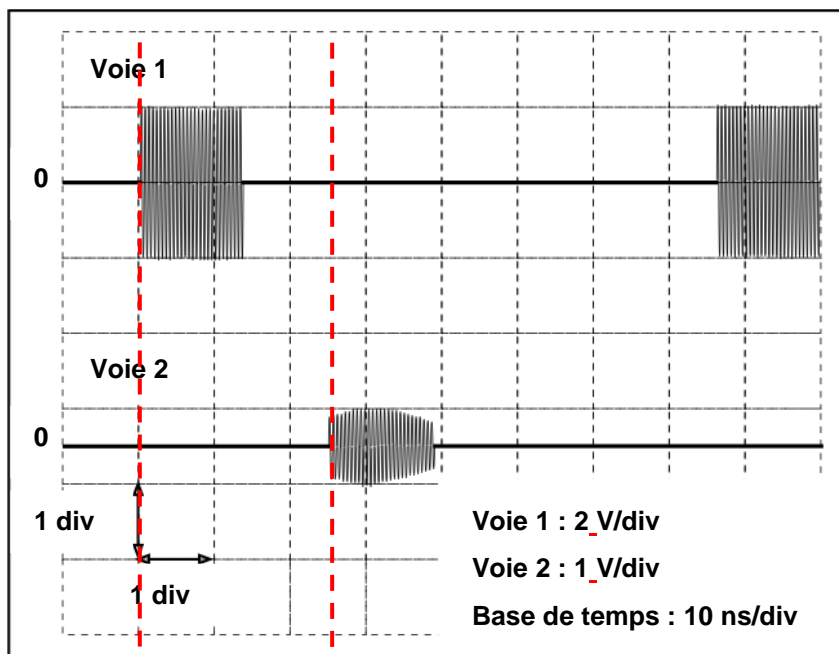 Voie 1
0
Voie 2
0
1 div
1 div
Voie 1 : 2 V/div
Voie 2 : 1 V/div
Base de temps : 10 ns/div